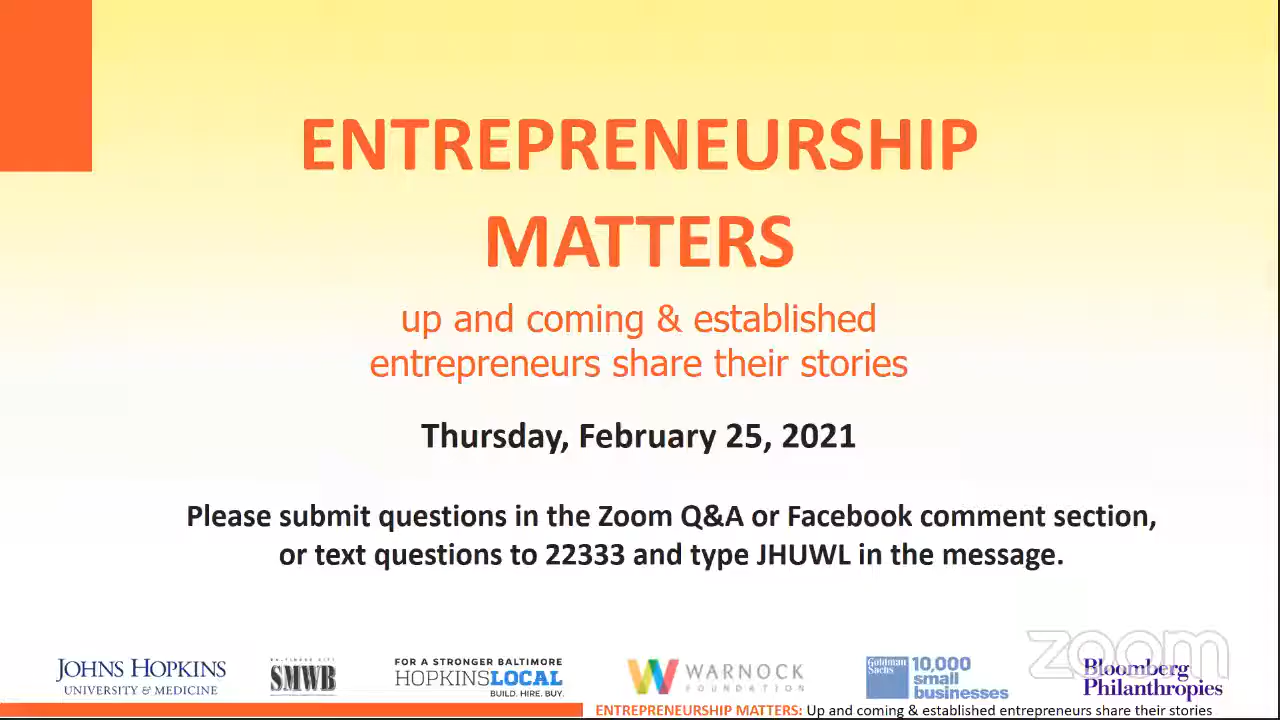 ENTREPRENEURSHIP
MATTERS
up and coming & established
entrepreneurs share their stories
Thursday, February 25, 2021
Please submit questions in the Zoom Q&A or Facebook comment section,
or text questions to 22333 and type JHUWL in the message.
zoom
JOHNS HOPKINS
UNIVERSITY & MEDICINE
BALTIMORE CITY
SMWB
FOR A STRONGER BALTIMORE
HOPKINSLOCAL
BUILD. HIRE. BUY.
WARNOCK
FOUNDATION
Goldman
Sachs
10,000
small
businesses
Bloomberg
Philanthropies
ENTREPRENEURSHIP MATTERS: Up and coming & established entrepreneurs share their stories